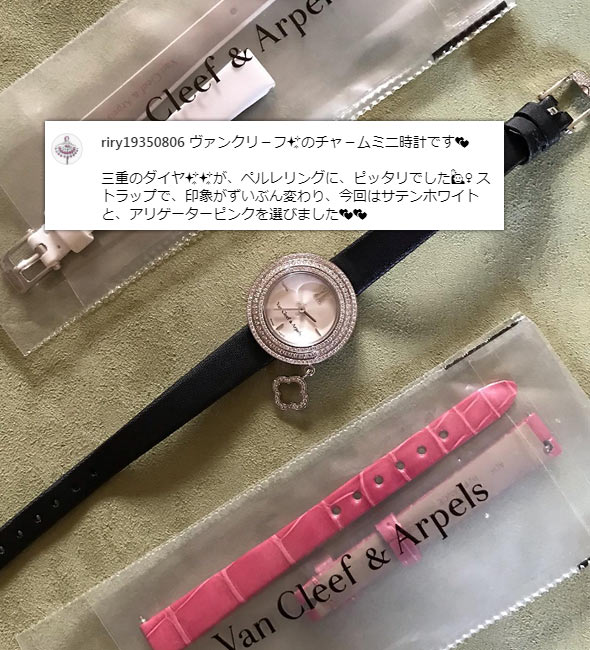 Van Cleef & Arpels
Cleef & Arpels
riry19350806 ヴァンクリーフ✨のチャームミニ時計です💕
三重のダイヤ✨✨が、ペルレリングに、ピッタリでした🙆‍♀ ス
トラップで、印象がずいぶん変わり、今回はサテンホワイト
と、アリゲーターピンクを選びました💕💕
Van Cleef & Arpels